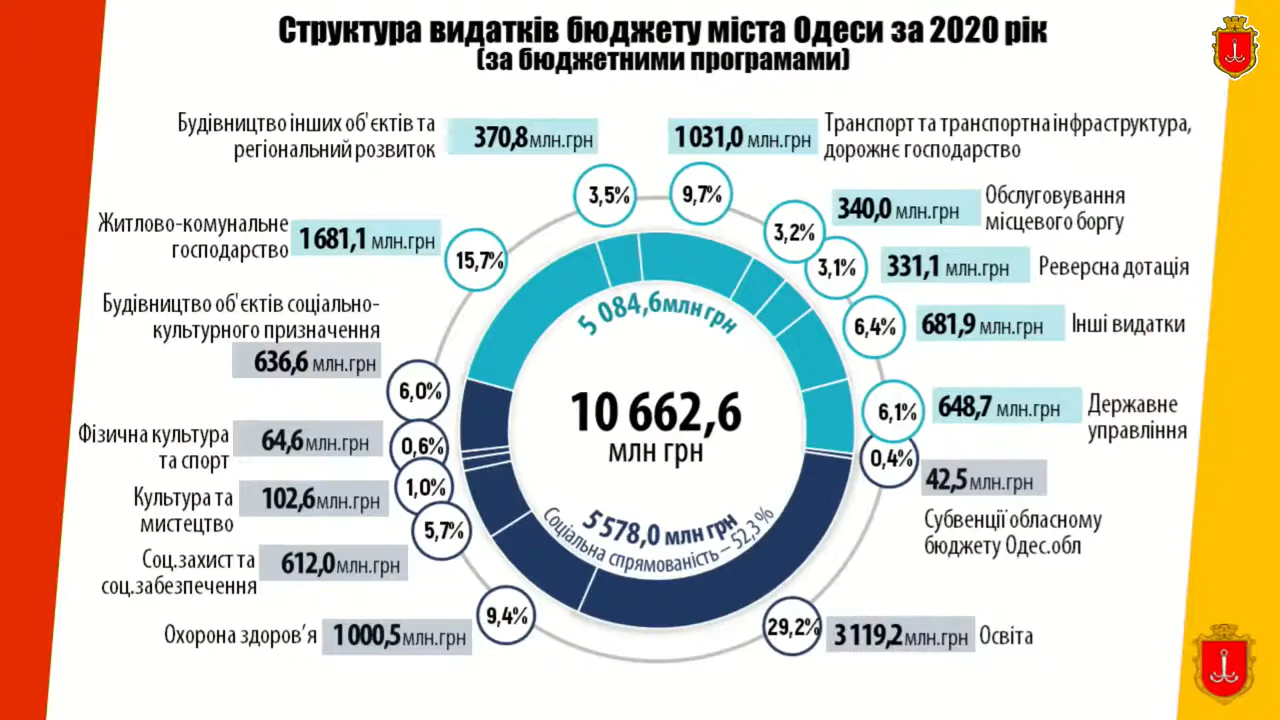 Структура видатків бюджету міста Одеси за 2020 рік
(за бюджетними програмами)
Будівництво інших об'єктів та
регіональний розвиток
370,8 млн.грн
3,5%
1 031,0 млн.грн
Транспорт та транспортна інфраструктура,
дорожнє господарство
9,7%
Житлово-комунальне
господарство
1 681,1 млн.грн
15,7%
340,0 млн.грн
Обслуговування
місцевого боргу
3,2%
331,1 млн.грн
Реверсна дотація
3,1%
Будівництво об'єктів соціально-
культурного призначення
636,6 млн.грн
6,0%
681,9 млн.грн
Інші видатки
6,4%
5 084,6млн грн
10 662,6
млн грн
5 578,0 млн грн
Соціальна спрямованість – 52,3 %
648,7 млн.грн
Державне
управління
6,1%
Фізична культура
та спорт
64,6 млн.грн
0,6%
0,4%
42,5 млн.грн
Субвенції обласному
бюджету Одес.обл
Культура та
мистецтво
102,6 млн.грн
1,0%
Соц.захист та
соц.забезпечення
612,0 млн.грн
5,7%
Охорона здоров’я
1 000,5 млн.грн
9,4%
29,2%
3 119,2 млн.грн
Освіта